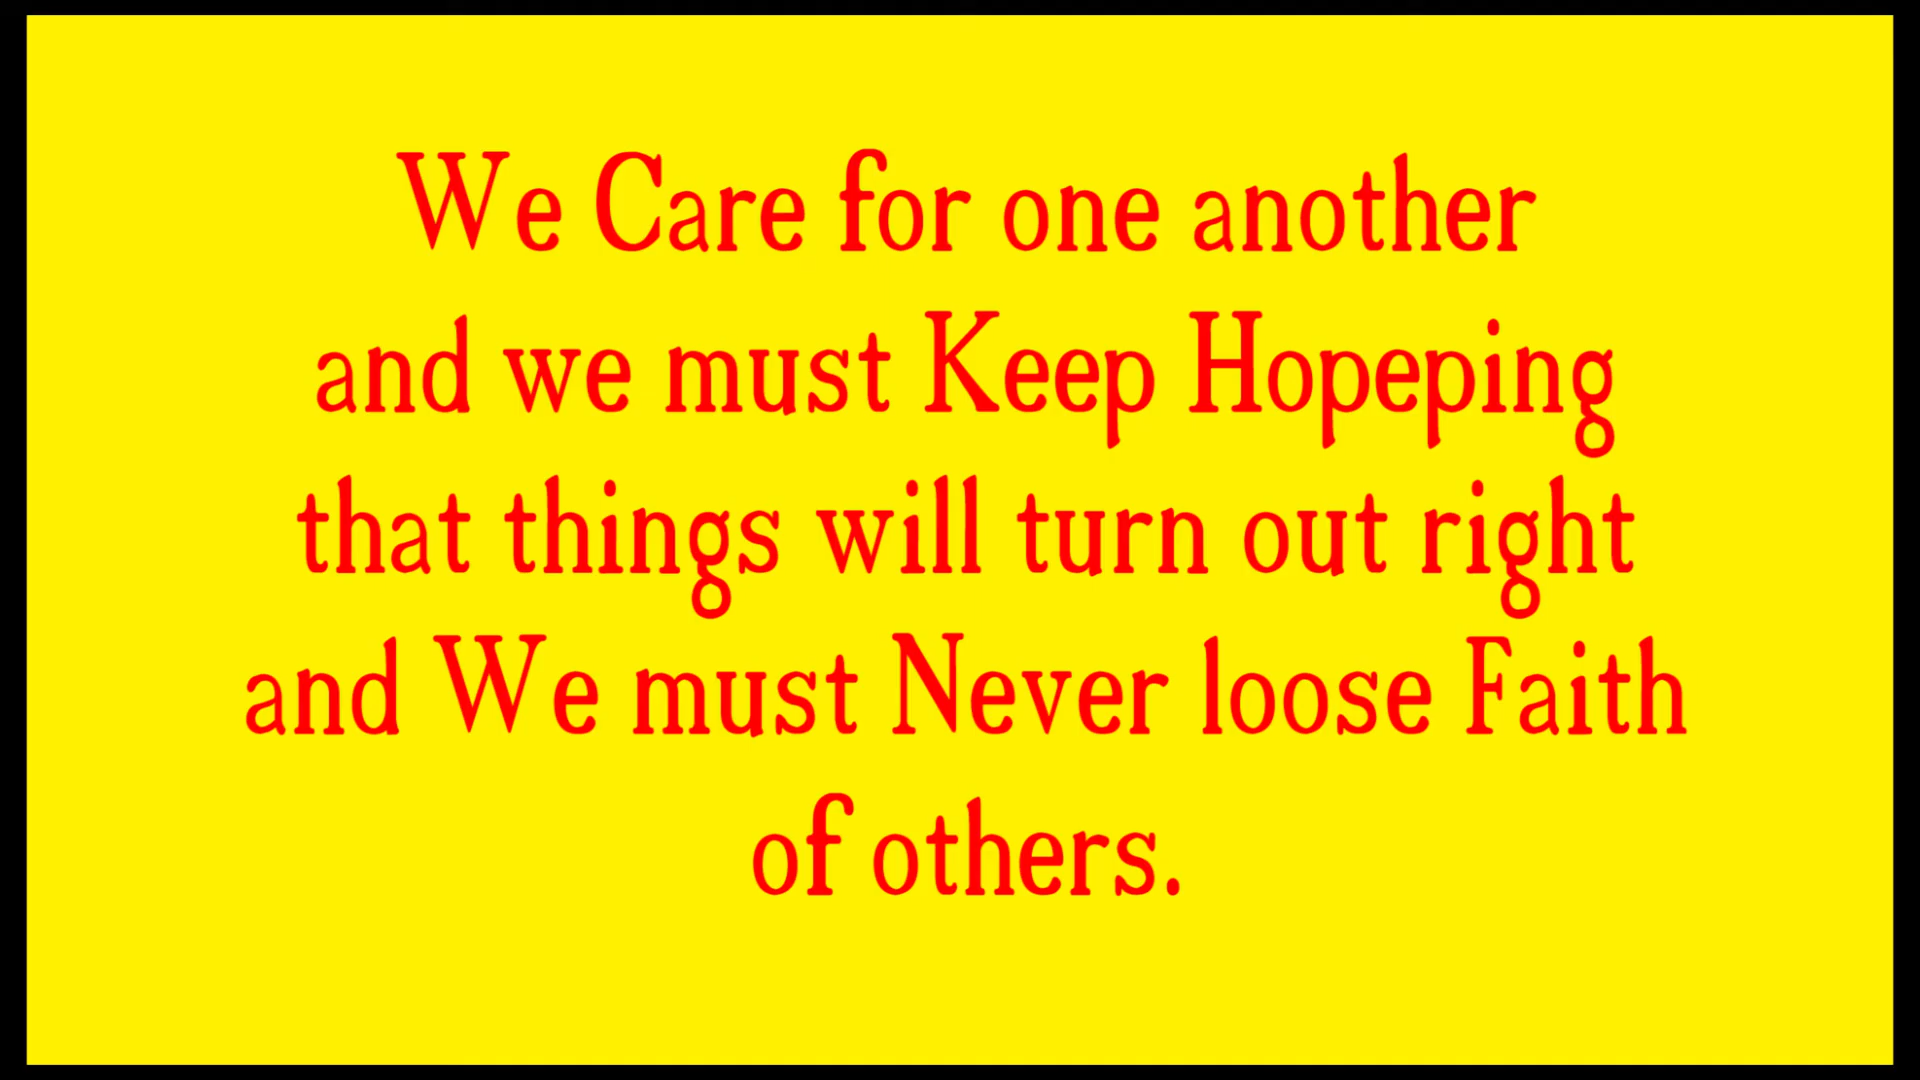 We Care for one another
and we must Keep Hopeping
that things will turn out right
and We must Never loose Faith
of others.